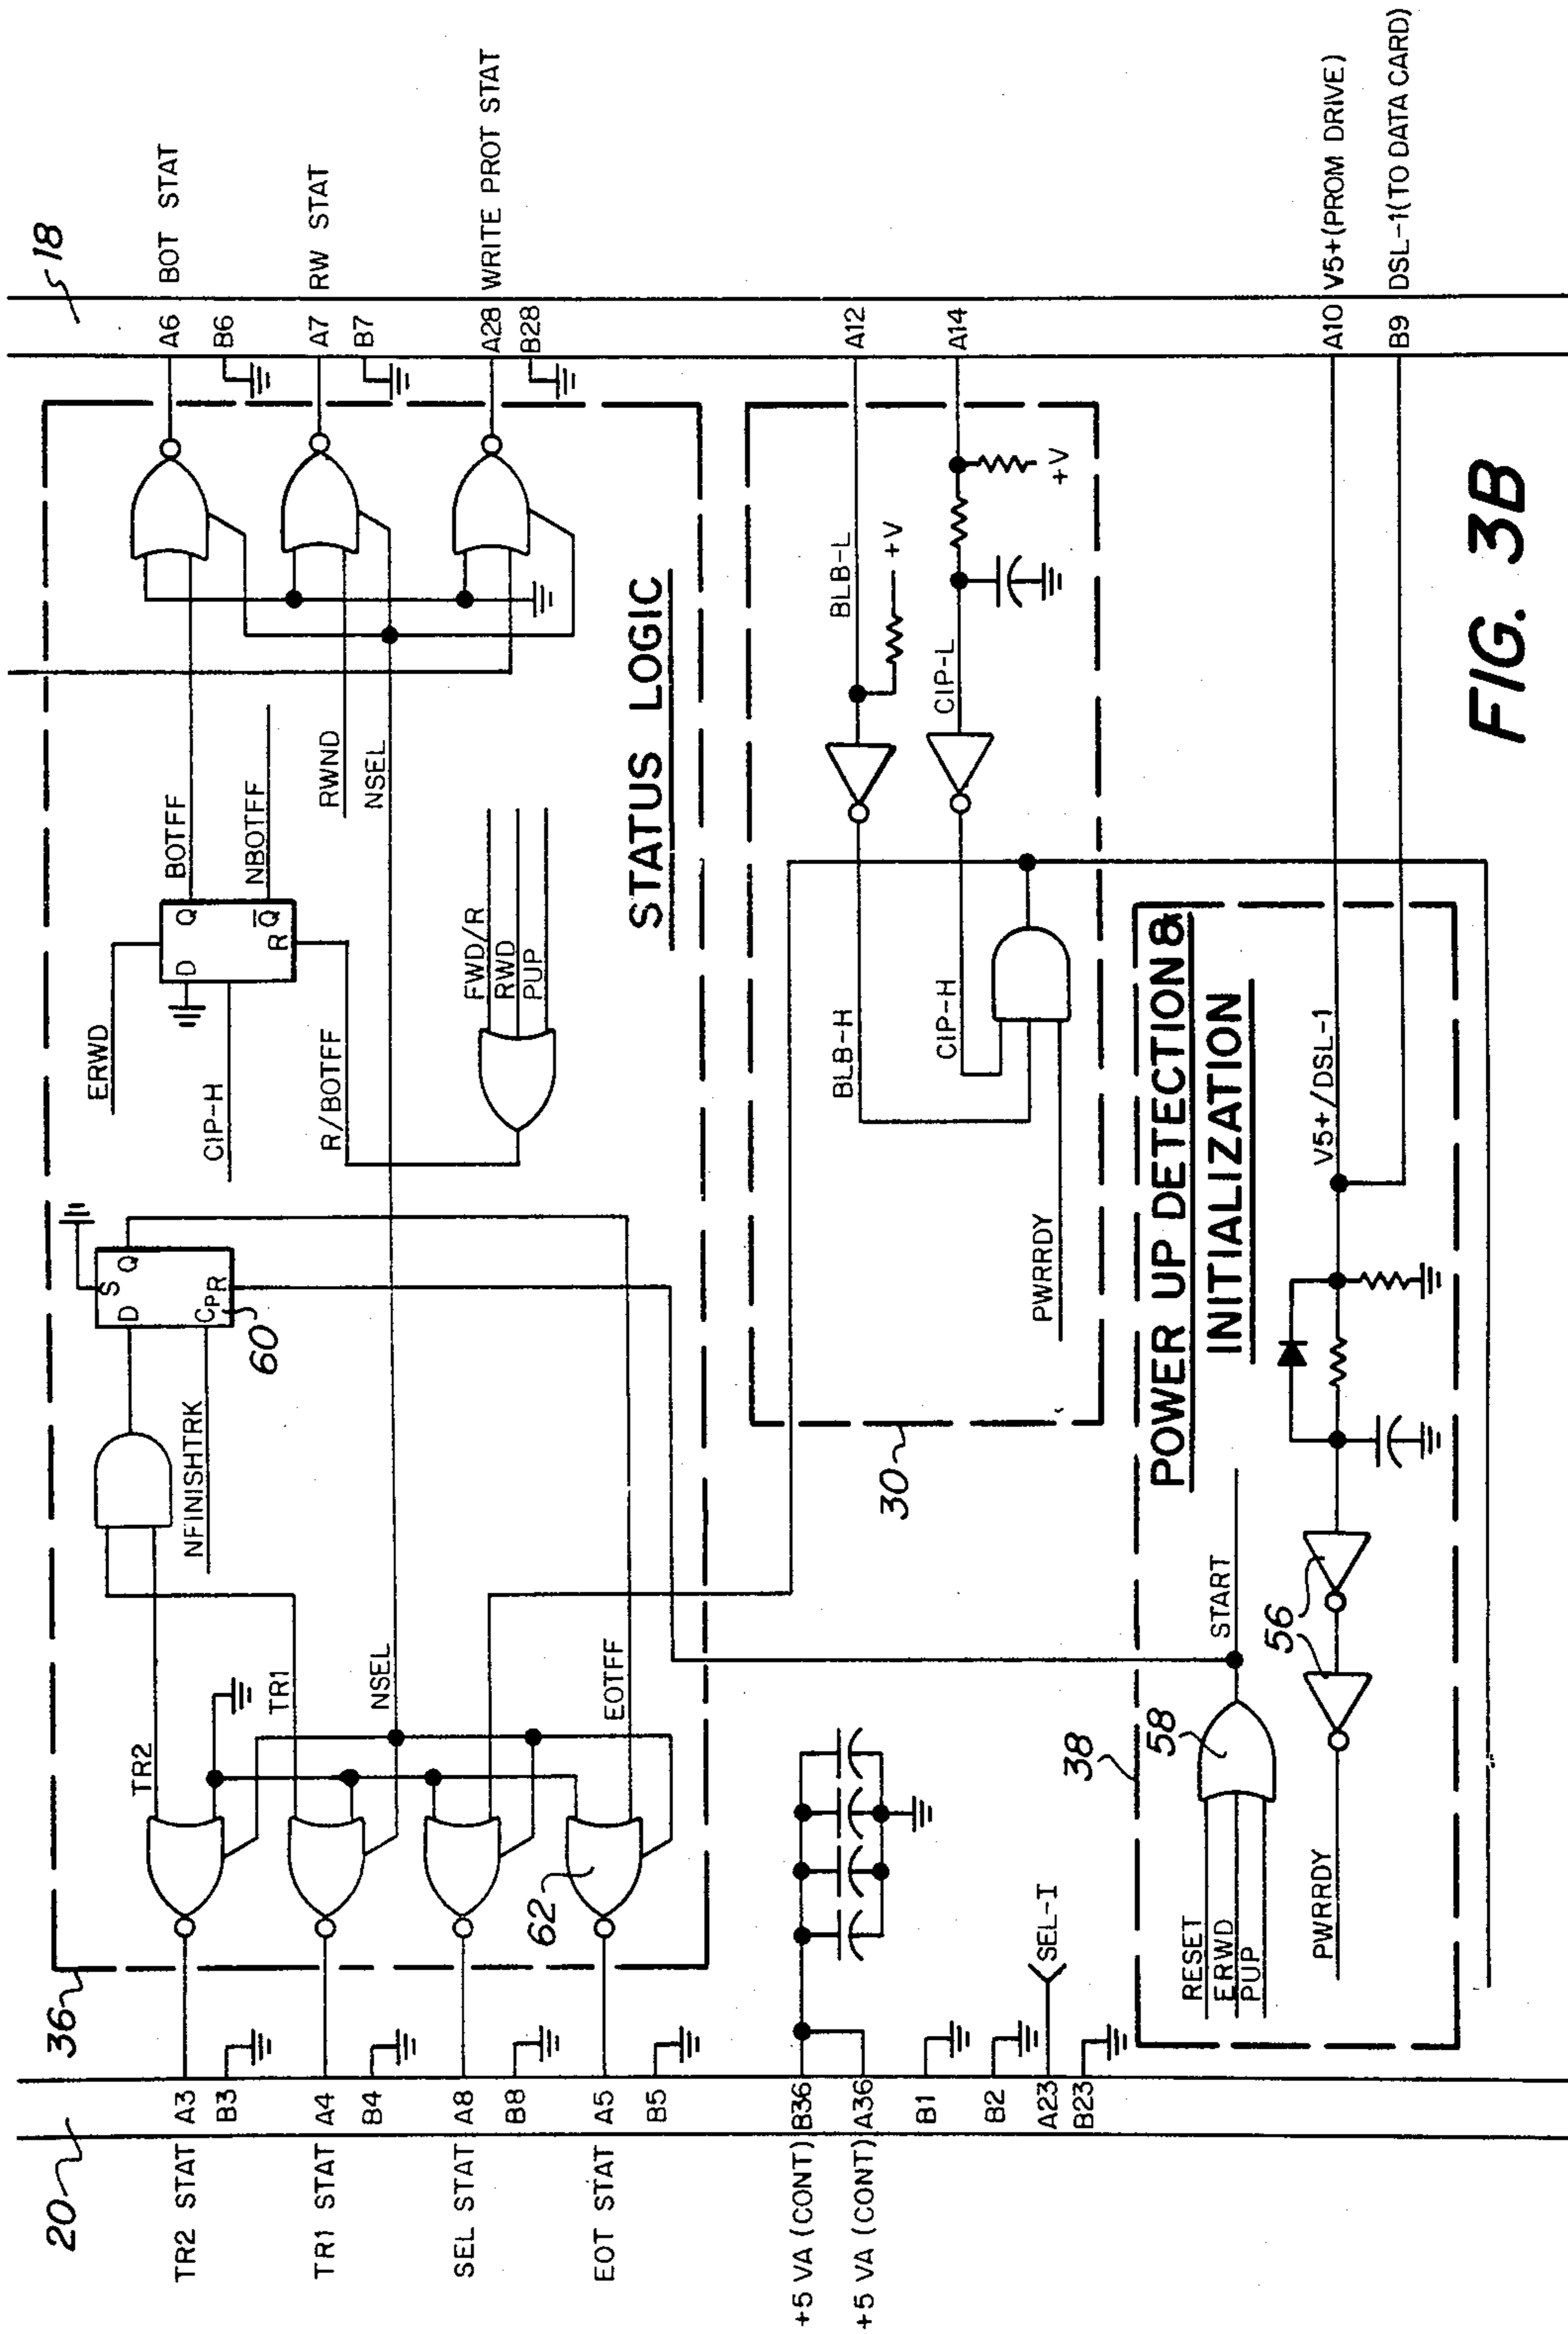 18
A6 BOT STAT
B6
A7 RW STAT
B7
A28 WRITE PROT STAT
B28
A12
A14
A10 V5+(PROM DRIVE)
B9 DSL-1(TO DATA CARD)
BOTFF
NBOTFF
RWND
NSEL
ERWD
CIP-H
R/BOTFF
D
Q
Q̅
R
FWD/R
RWD
PUP
STATUS LOGIC
S
D
Q
CP
R
60
NFINISHTRK
TR2
TR1
NSEL
EOTFF
62
36
20
TR2 STAT A3
B3
TR1 STAT A4
B4
SEL STAT A8
B8
EOT STAT A5
B5
+5 VA (CONT) B36
+5 VA (CONT) A36
B1
B2
A23
SEL-I
B23
BLB-L
+V
CIP-L
+V
BLB-H
CIP-H
PWRRDY
30
POWER UP DETECTION &
INITIALIZATION
V5+/DSL-1
START
56
58
38
RESET
ERWD
PUP
PWRRDY
FIG. 3B